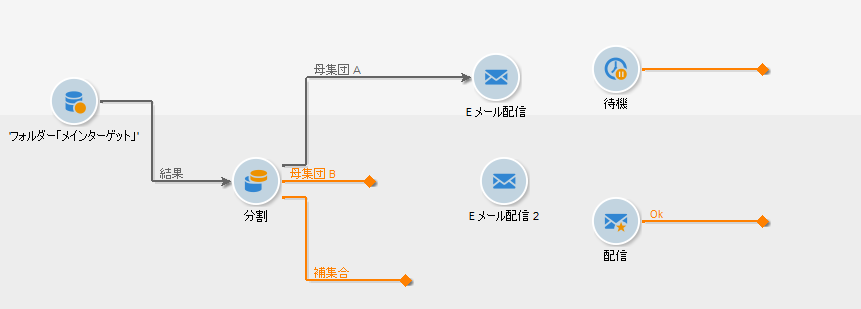 母集団 A
Eメール配信
待機
'フォルダー「メインターゲット」'
結果
母集団 B
分割
Eメール配信 2
Ok
配信
補集合